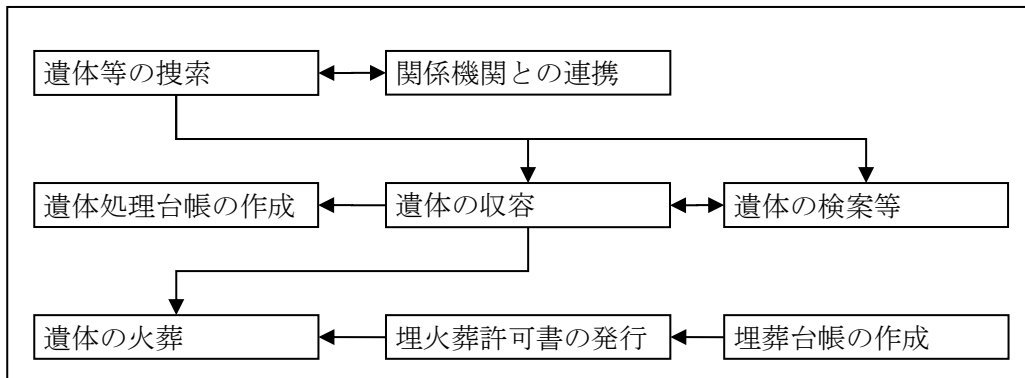 遺体等の捜索
関係機関との連携
遺体処理台帳の作成
遺体の収容
遺体の検案等
遺体の火葬
埋火葬許可書の発行
埋葬台帳の作成